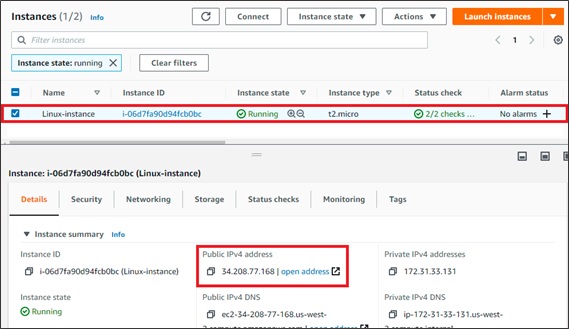 Instances (1/2) Info Connect Instance state Actions Launch instances
Filter instances 1
Instance state: running Clear filters
Name Instance ID Instance state Instance type Status check Alarm status
Linux-instance i-06d7fa90d94fcb0bc Running t2.micro 2/2 checks ... No alarms
Instance: i-06d7fa90d94fcb0bc (Linux-instance)
Details Security Networking Storage Status checks Monitoring Tags
Instance summary Info
Instance ID Public IPv4 address Private IPv4 addresses
i-06d7fa90d94fcb0bc (Linux-instance) 34.208.77.168 | open address 172.31.33.131
Instance state Public IPv4 DNS Private IPv4 DNS
Running ec2-34-208-77-168.us-west- ip-172-31-33-131.us-west-